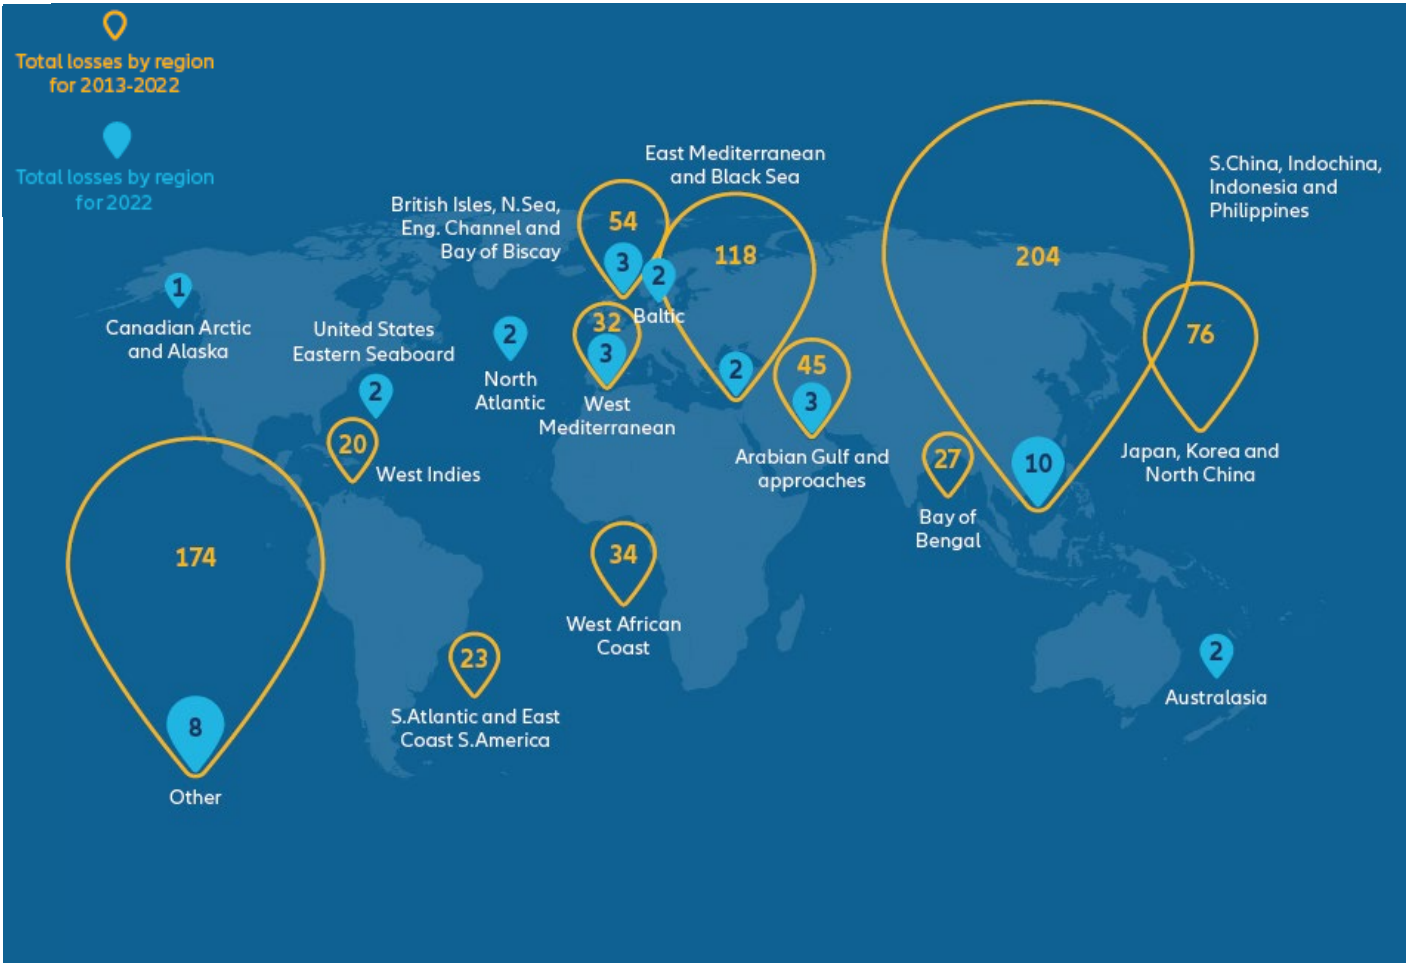 Total losses by region
for 2013-2022
Total losses by region
for 2022
East Mediterranean
and Black Sea
118
2
S.China, Indochina,
Indonesia and
Philippines
204
10
British Isles, N.Sea,
Eng. Channel and
Bay of Biscay
54
3
2
Baltic
1
Canadian Arctic
and Alaska
United States
Eastern Seaboard
2
2
North
Atlantic
32
3
West
Mediterranean
45
3
Arabian Gulf and
approaches
76
Japan, Korea and
North China
20
West Indies
27
Bay of
Bengal
174
8
Other
34
West African
Coast
23
S.Atlantic and East
Coast S.America
2
Australasia